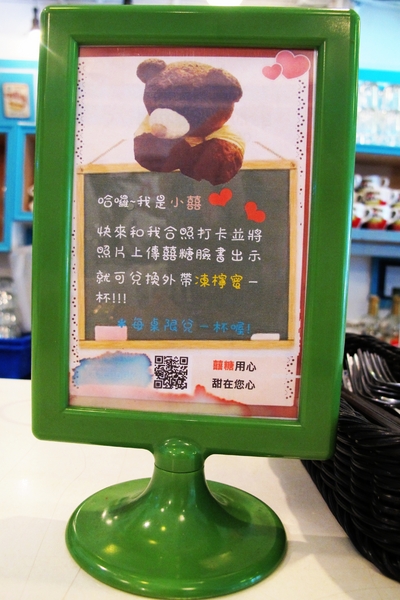 哈囉~我是小囍
快來和我合照打卡並將
照片上傳囍糖臉書出示
就可兌換外帶凍檸蜜一
杯!!!
*每桌限兌一杯喔!
囍糖用心
甜在您心